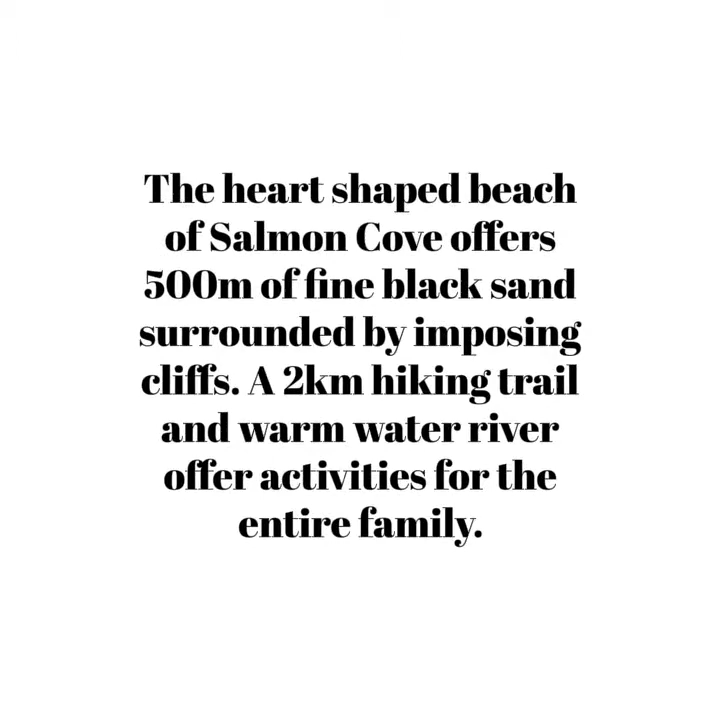 The heart shaped beach
of Salmon Cove offers
500m of fine black sand
surrounded by imposing
cliffs. A 2km hiking trail
and warm water river
offer activities for the
entire family.